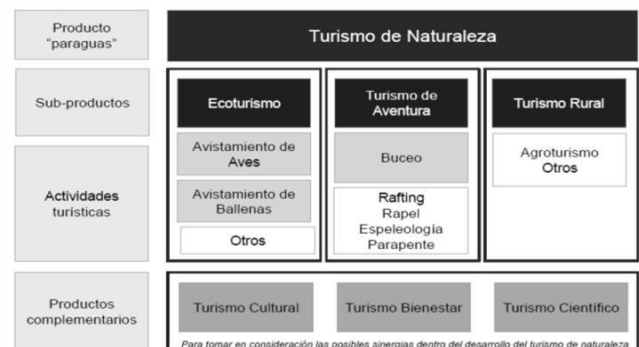 Producto
“paraguas”
Turismo de Naturaleza
Sub-productos
Ecoturismo
Turismo de
Aventura
Turismo Rural
Actividades
turísticas
Avistamiento de
Aves
Avistamiento de
Ballenas
Otros
Buceo
Rafting
Rapel
Espeleología
Parapente
Agroturismo
Otros
Productos
complementarios
Turismo Cultural
Turismo Bienestar
Turismo Científico
Para tomar en consideración las posibles sinergias dentro del desarrollo del turismo de naturaleza